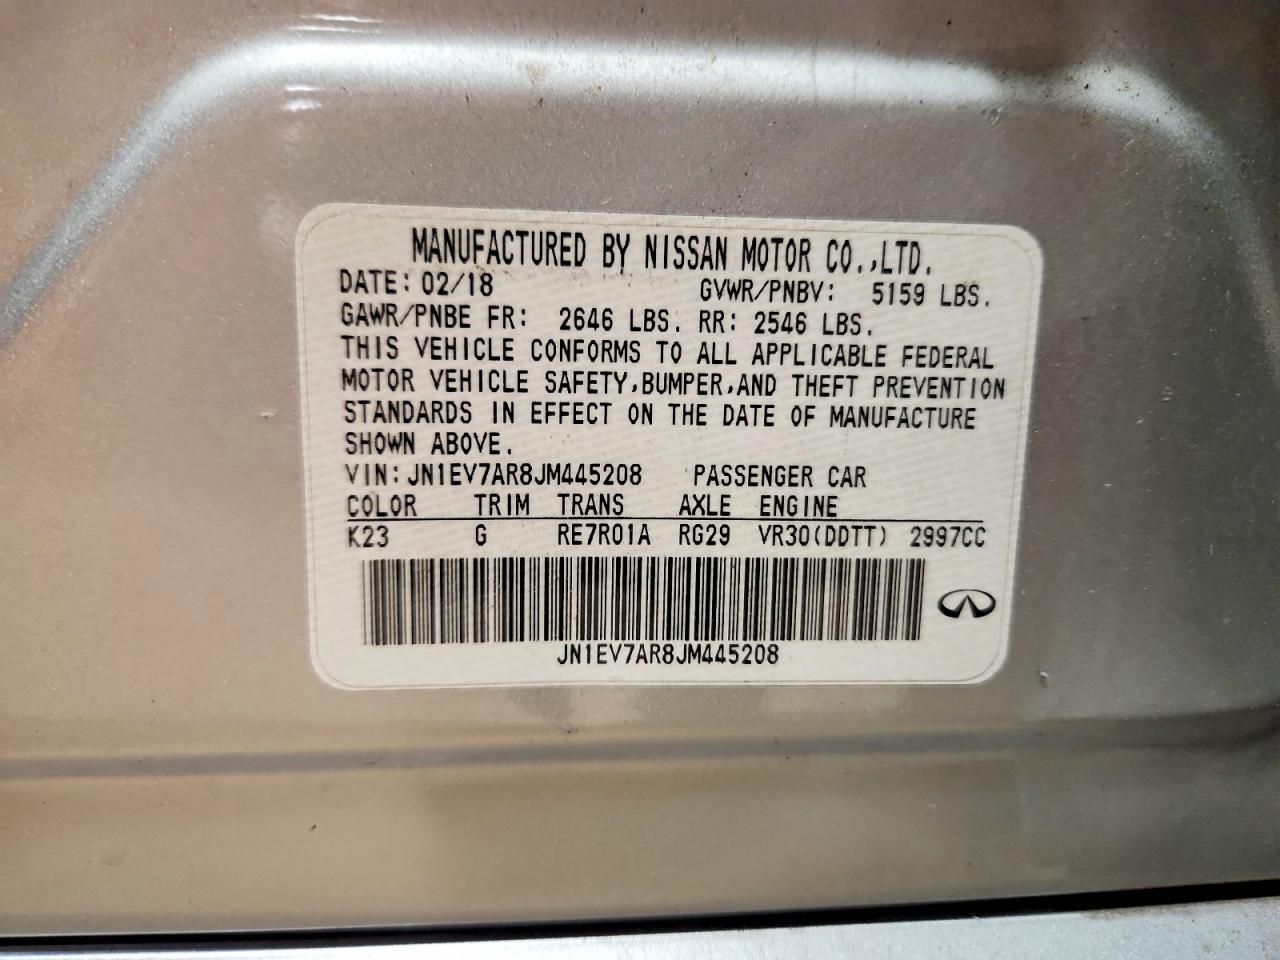 MANUFACTURED BY NISSAN MOTOR CO.,LTD.
DATE: 02/18 GVWR/PNBV: 5159 LBS.
GAWR/PNBE FR: 2646 LBS. RR: 2546 LBS.
THIS VEHICLE CONFORMS TO ALL APPLICABLE FEDERAL
MOTOR VEHICLE SAFETY,BUMPER,AND THEFT PREVENTION
STANDARDS IN EFFECT ON THE DATE OF MANUFACTURE
SHOWN ABOVE.
VIN:JN1EV7AR8JM445208 PASSENGER CAR
COLOR TRIM TRANS AXLE ENGINE
K23 G RE7R01A RG29 VR30(DDTT) 2997CC
JN1EV7AR8JM445208